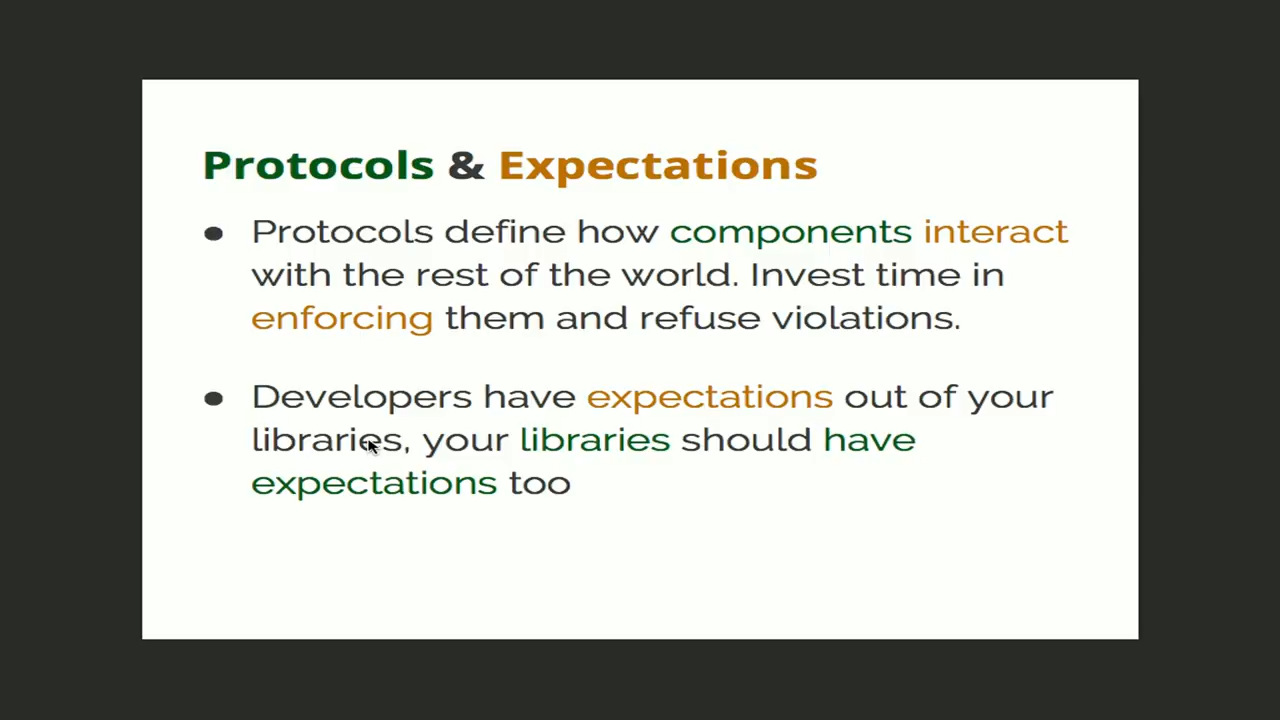 Protocols & Expectations
● Protocols define how components interact
with the rest of the world. Invest time in
enforcing them and refuse violations.
● Developers have expectations out of your
libraries, your libraries should have
expectations too